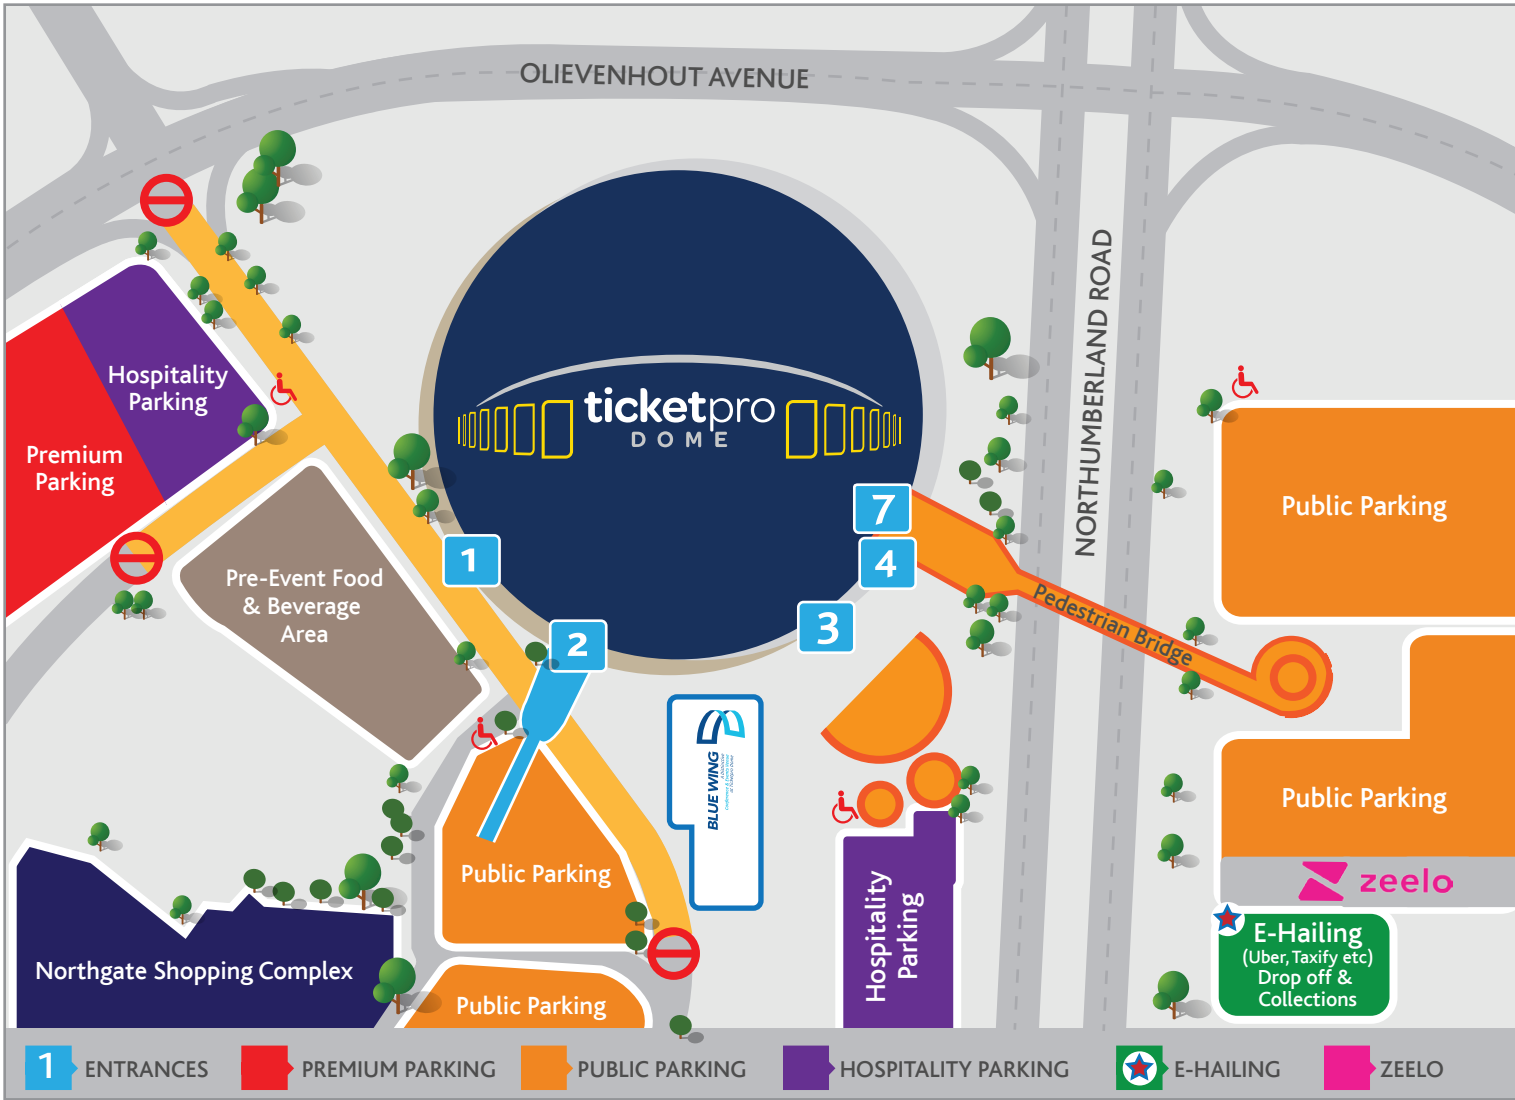 OLIEVENHOUT AVENUE
NORTHUMBERLAND ROAD
Hospitality
Parking
Premium
Parking
ticketpro
DOME
Pre-Event Food
& Beverage
Area
1
2
3
4
7
Pedestrian Bridge
Public Parking
Public Parking
zeelo
E-Hailing
(Uber, Taxify etc)
Drop off &
Collections
BLUE WING
Public Parking
Public Parking
Hospitality
Parking
Northgate Shopping Complex
1 ENTRANCES
PREMIUM PARKING
PUBLIC PARKING
HOSPITALITY PARKING
E-HAILING
ZEELO